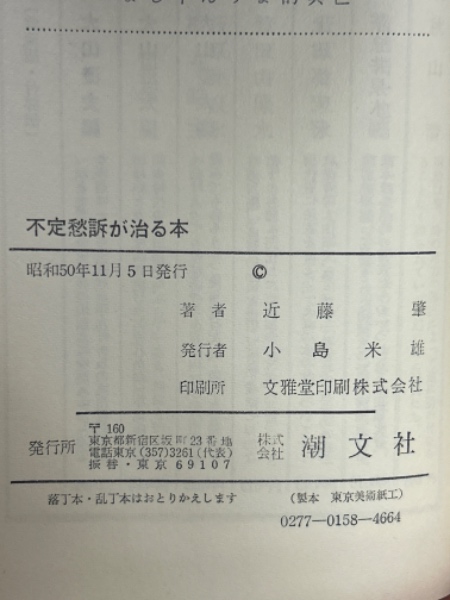 不定愁訴が治る本
昭和50年11月5日発行 ©
著者 近藤 肇
発行者 小島米雄
印刷所 文雅堂印刷株式会社
発行所 〒160
東京都新宿区坂町23番地
電話東京(357)3261(代表)
振替・東京69107
株式会社 潮文社
落丁本・乱丁本はおとりかえします (製本 東京美術紙工)
0277―0158―4664